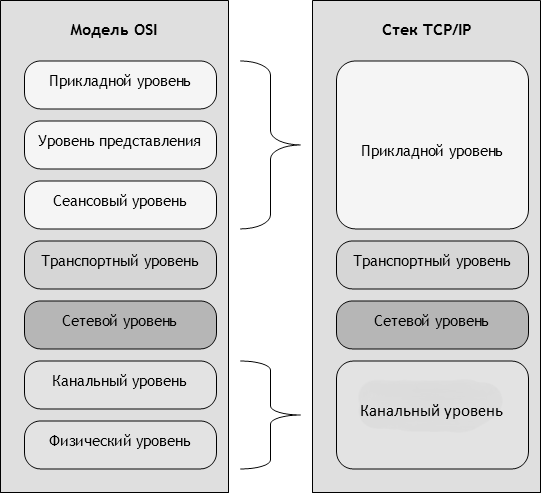 Модель OSI
Прикладной уровень
Уровень представления
Сеансовый уровень
Транспортный уровень
Сетевой уровень
Канальный уровень
Физический уровень
Стек TCP/IP
Прикладной уровень
Транспортный уровень
Сетевой уровень
Канальный уровень